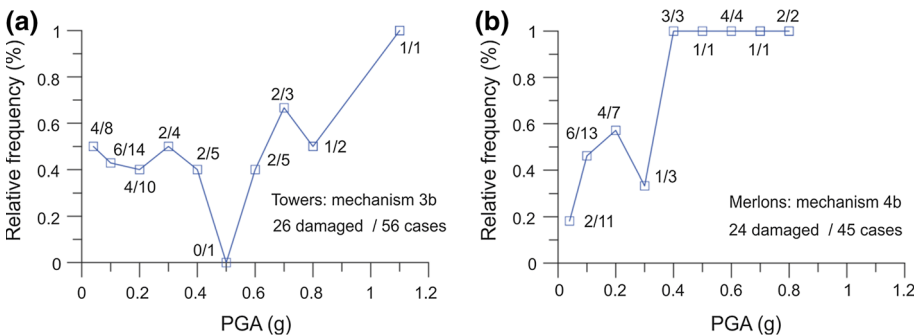 (a)
Relative frequency (%)
1
0.8
0.6
0.4
0.2
0
4/8
6/14
4/10
2/4
2/5
0/1
2/5
2/3
1/2
1/1
Towers: mechanism 3b
26 damaged / 56 cases
0 0.2 0.4 0.6 0.8 1 1.2
PGA (g)
(b)
Relative frequency (%)
1
0.8
0.6
0.4
0.2
0
2/11
6/13
4/7
1/3
3/3
1/1
4/4
1/1
2/2
Merlons: mechanism 4b
24 damaged / 45 cases
0 0.2 0.4 0.6 0.8 1 1.2
PGA (g)